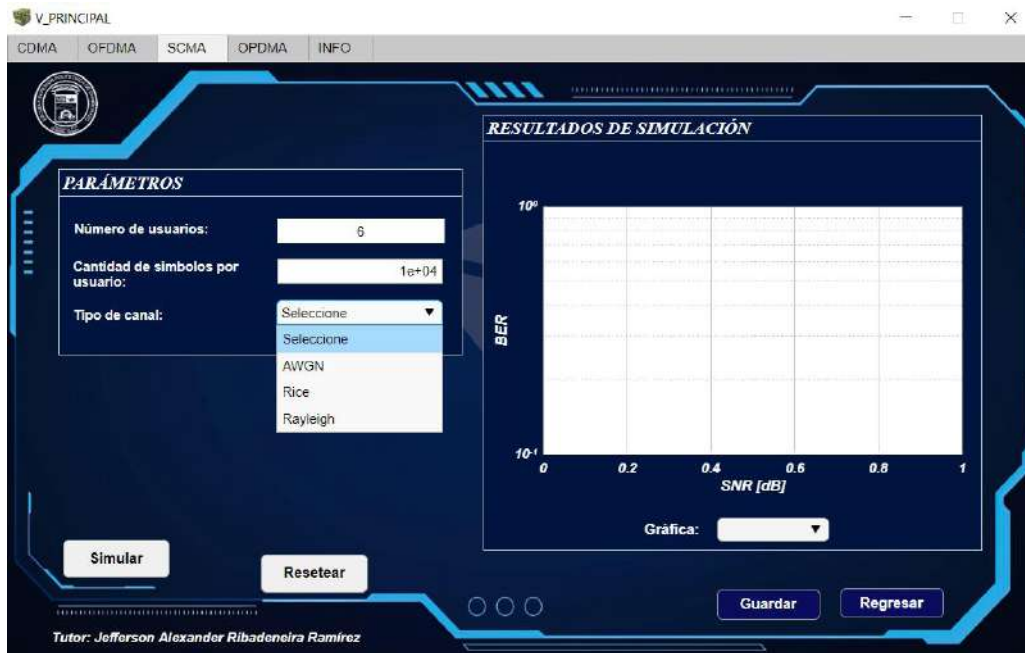 V_PRINCIPAL
CDMA OFDMA SCMA OPDMA INFO
RESULTADOS DE SIMULACIÓN
PARÁMETROS
Número de usuarios: 6
Cantidad de simbolos por
usuario: 1e+04
Tipo de canal: Seleccione
Seleccione
AWGN
Rice
Rayleigh
10⁰
BER
10⁻¹
0 0.2 0.4 0.6 0.8 1
SNR [dB]
Gráfica:
Simular
Resetear
Guardar
Regresar
Tutor: Jefferson Alexander Ribadeneira Ramírez